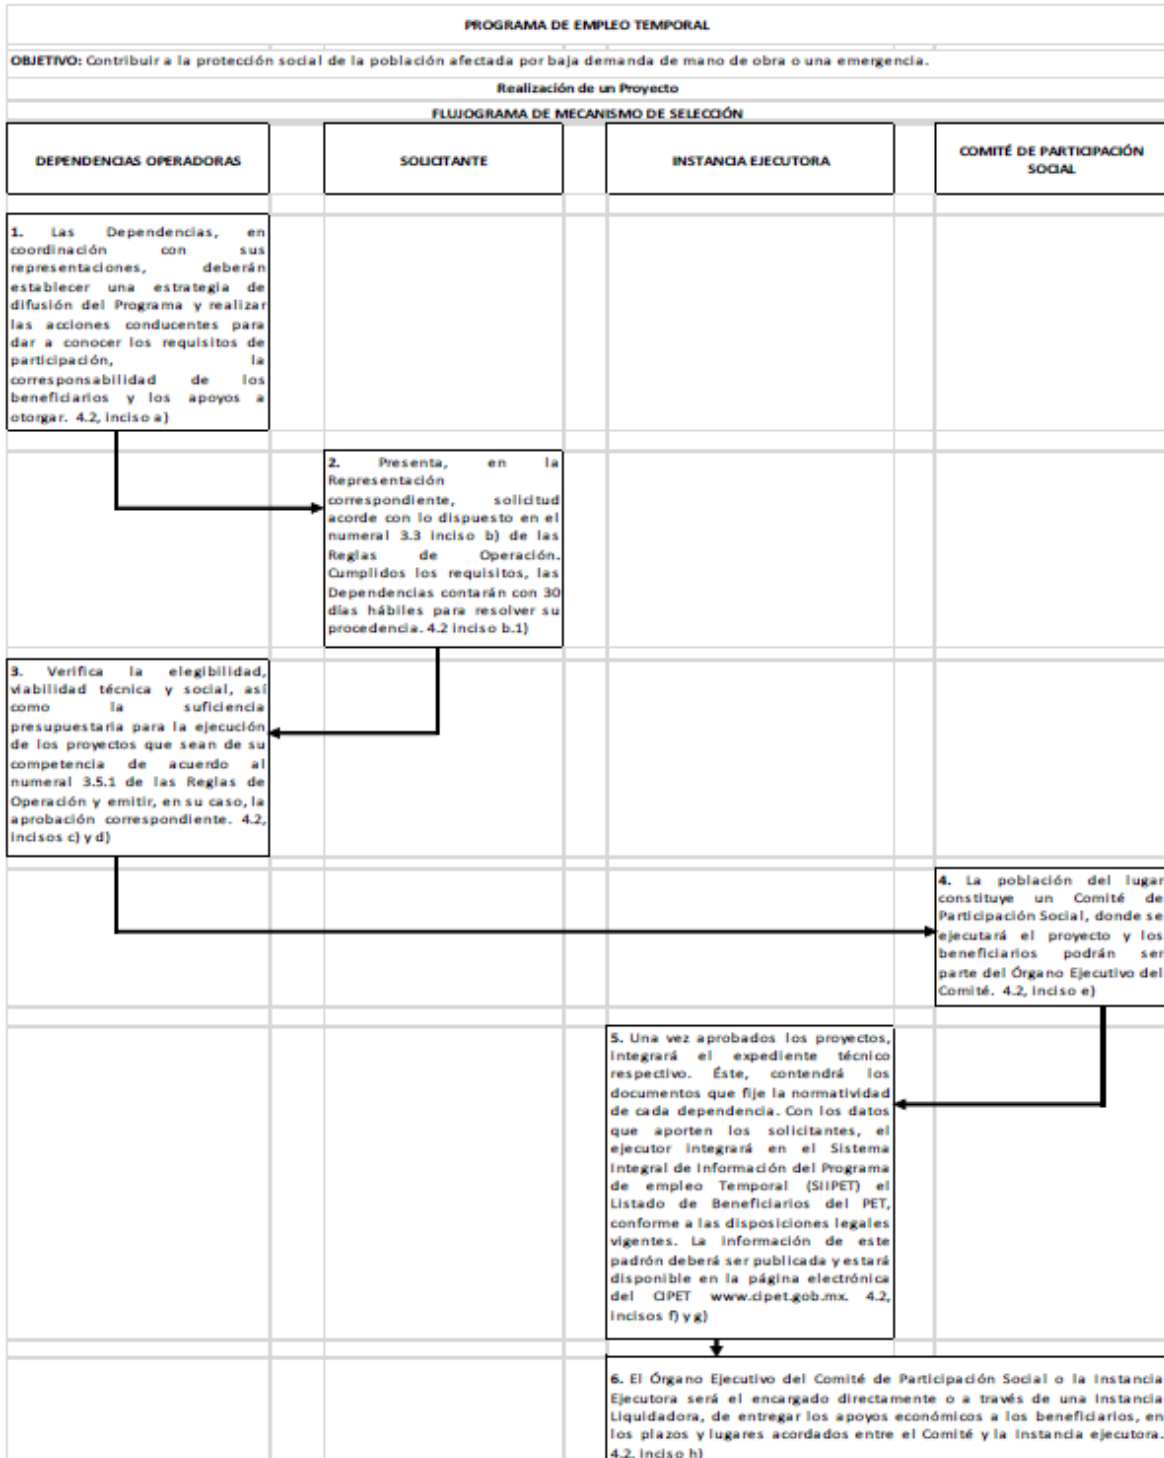 PROGRAMA DE EMPLEO TEMPORAL
OBJETIVO: Contribuir a la protección social de la población afectada por baja demanda de mano de obra o una emergencia.
Realización de un Proyecto
FLUJOGRAMA DE MECANISMO DE SELECCIÓN
DEPENDENCIAS OPERADORAS
SOLICITANTE
INSTANCIA EJECUTORA
COMITÉ DE PARTICIPACIÓN
SOCIAL
1. Las Dependencias, en
coordinación con sus
representaciones, deberán
establecer una estrategia de
difusión del Programa y realizar
las acciones conducentes para
dar a conocer los requisitos de
participación, la
corresponsabilidad de los
beneficiarios y los apoyos a
otorgar. 4.2, inciso a)
2. Presenta, en la
Representación
correspondiente, solicitud
acorde con lo dispuesto en el
numeral 3.3 inciso b) de las
Reglas de Operación.
Cumplidos los requisitos, las
Dependencias contarán con 30
días hábiles para resolver su
procedencia. 4.2 inciso b.1)
3. Verifica la elegibilidad,
viabilidad técnica y social, así
como la suficiencia
presupuestaria para la ejecución
de los proyectos que sean de su
competencia de acuerdo al
numeral 3.5.1 de las Reglas de
Operación y emitir, en su caso, la
aprobación correspondiente. 4.2,
incisos c) y d)
4. La población del lugar
constituye un Comité de
Participación Social, donde se
ejecutará el proyecto y los
beneficiarios podrán ser
parte del Órgano Ejecutivo del
Comité. 4.2, inciso e)
5. Una vez aprobados los proyectos,
integrará el expediente técnico
respectivo. Éste, contendrá los
documentos que fije la normatividad
de cada dependencia. Con los datos
que aporten los solicitantes, el
ejecutor integrará en el Sistema
Integral de Información del Programa
de empleo Temporal (SIIPET) el
Listado de Beneficiarios del PET,
conforme a las disposiciones legales
vigentes. La información de este
padrón deberá ser publicada y estará
disponible en la página electrónica
del CIPET www.cipet.gob.mx. 4.2,
incisos f) y g)
6. El Órgano Ejecutivo del Comité de Participación Social o la Instancia
Ejecutora será el encargado directamente o a través de una Instancia
Liquidadora, de entregar los apoyos económicos a los beneficiarios, en
los plazos y lugares acordados entre el Comité y la Instancia ejecutora.
4.2, inciso h)